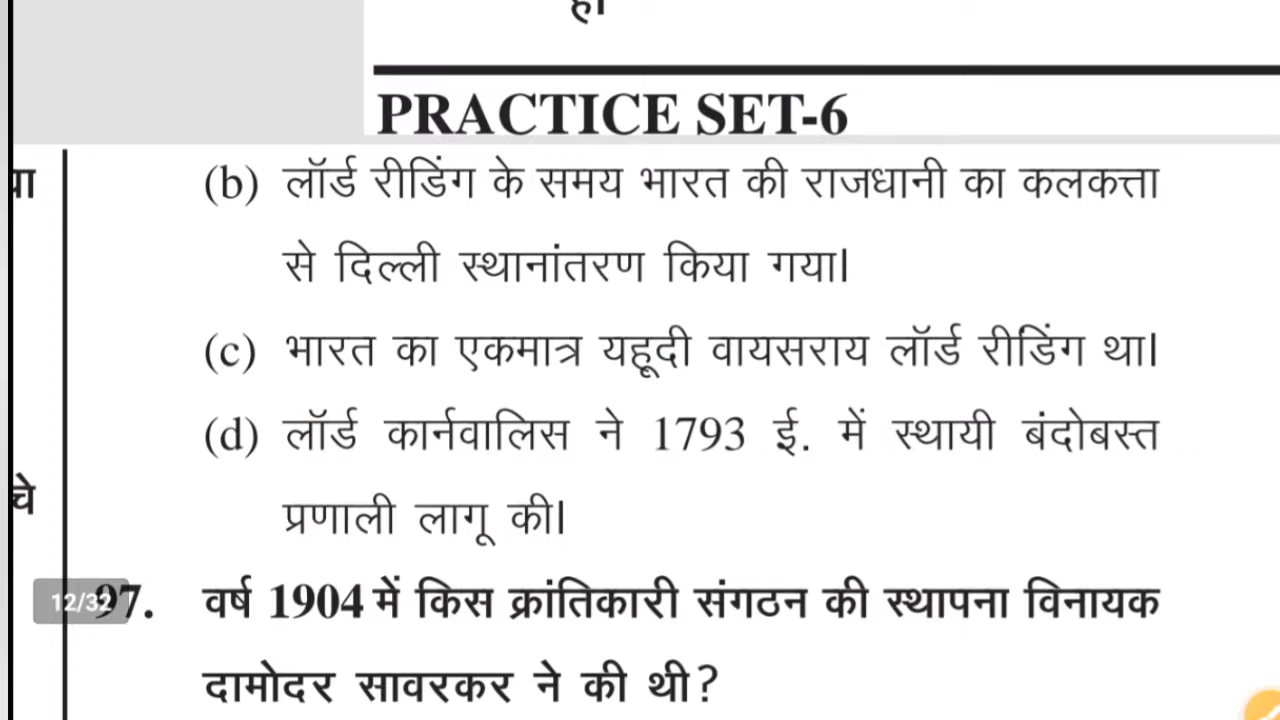 PRACTICE SET-6
(b) लॉर्ड रीडिंग के समय भारत की राजधानी का कलकत्ता
से दिल्ली स्थानांतरण किया गया।
(c) भारत का एकमात्र यहूदी वायसराय लॉर्ड रीडिंग था।
(d) लॉर्ड कार्नवालिस ने 1793 ई. में स्थायी बंदोबस्त
प्रणाली लागू की।
12/32
97. वर्ष 1904 में किस क्रांतिकारी संगठन की स्थापना विनायक
दामोदर सावरकर ने की थी?